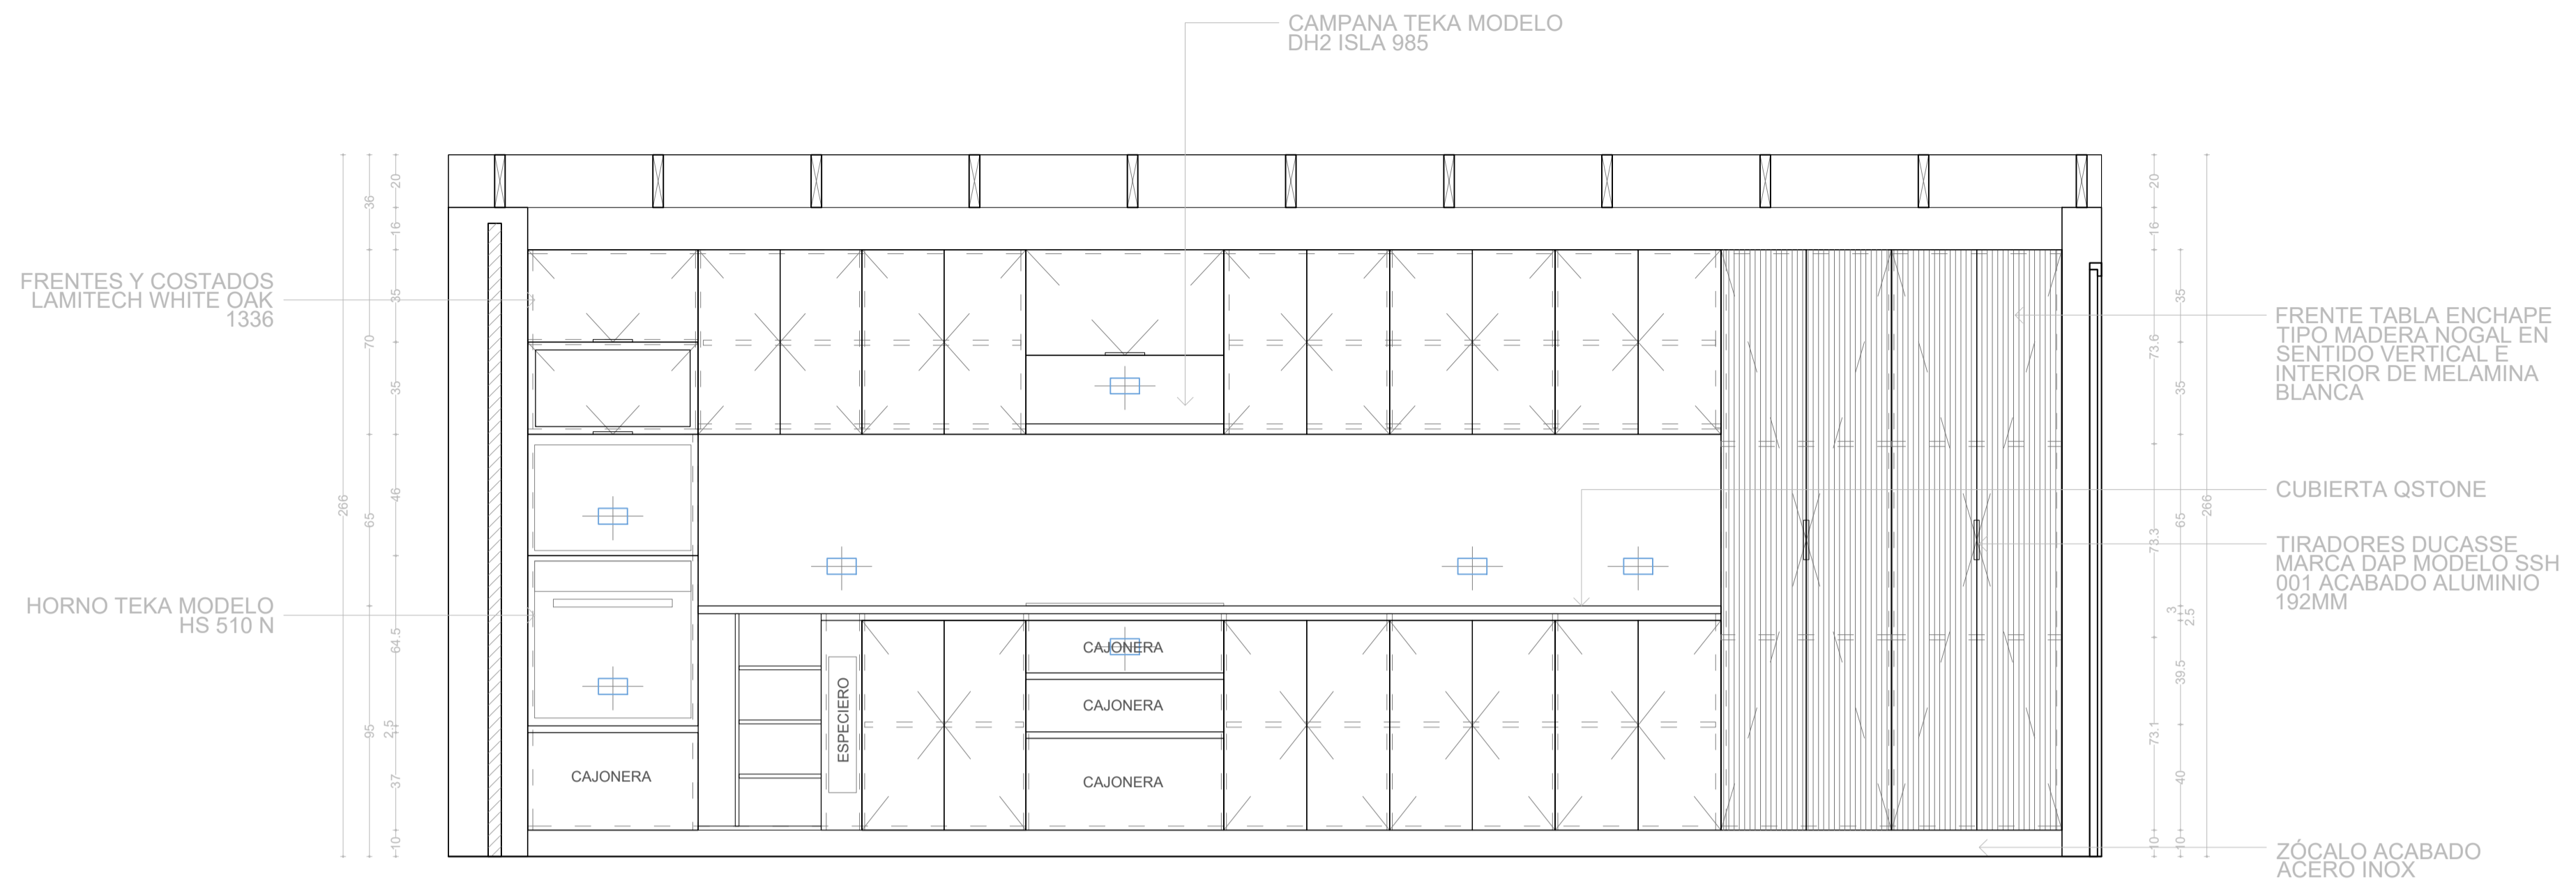 CAMPANA TEKA MODELO
DH2 ISLA 985
FRENTES Y COSTADOS
LAMITECH WHITE OAK
1336
HORNO TEKA MODELO
HS 510 N
266
36
70
65
95
20
16
35
35
46
64.5
2.5
37
10
CAJONERA
ESPECIERO
CAJONERA
CAJONERA
CAJONERA
20
16
73.6
73.3
73.1
10
35
35
65
3
2.5
39.5
40
10
266
FRENTE TABLA ENCHAPE
TIPO MADERA NOGAL EN
SENTIDO VERTICAL E
INTERIOR DE MELAMINA
BLANCA
CUBIERTA QSTONE
TIRADORES DUCASSE
MARCA DAP MODELO SSH
001 ACABADO ALUMINIO
192MM
ZÓCALO ACABADO
ACERO INOX